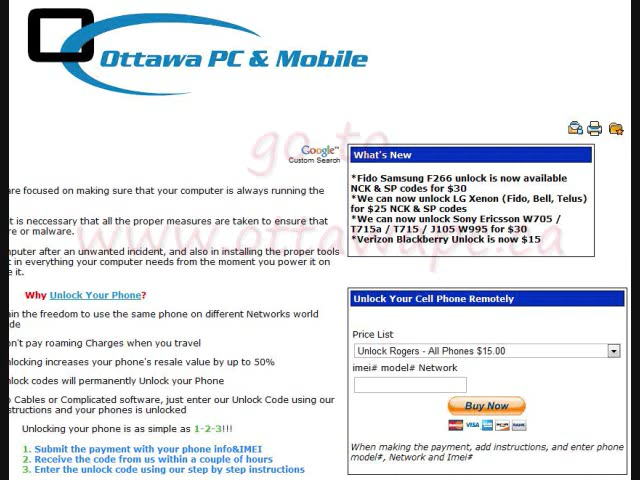 Ottawa PC & Mobile
go to
www.ottawapc.ca
Google™
Custom Search
What's New
*Fido Samsung F266 unlock is now available
NCK & SP codes for $30
*We can now unlock LG Xenon (Fido, Bell, Telus)
for $25 NCK & SP codes
*We can now unlock Sony Ericsson W705 /
T715a / T715 / J105 W995 for $30
*Verizon Blackberry Unlock is now $15
are focused on making sure that your computer is always running the
t is neccessary that all the proper measures are taken to ensure that
re or malware.
mputer after an unwanted incident, and also in installing the proper tools
t in everything your computer needs from the moment you power it on
e it.
Why Unlock Your Phone?
ain the freedom to use the same phone on different Networks world
de
on't pay roaming Charges when you travel
nlocking increases your phone's resale value by up to 50%
nlock codes will permanently Unlock your Phone
o Cables or Complicated software, just enter our Unlock Code using our
structions and your phones is unlocked
Unlocking your phone is as simple as 1-2-3!!!
1. Submit the payment with your phone info&IMEI
2. Receive the code from us within a couple of hours
3. Enter the unlock code using our step by step instructions
Unlock Your Cell Phone Remotely
Price List
Unlock Rogers - All Phones $15.00
imei# model# Network
Buy Now
VISA
When making the payment, add instructions, and enter phone
model#, Network and Imei#